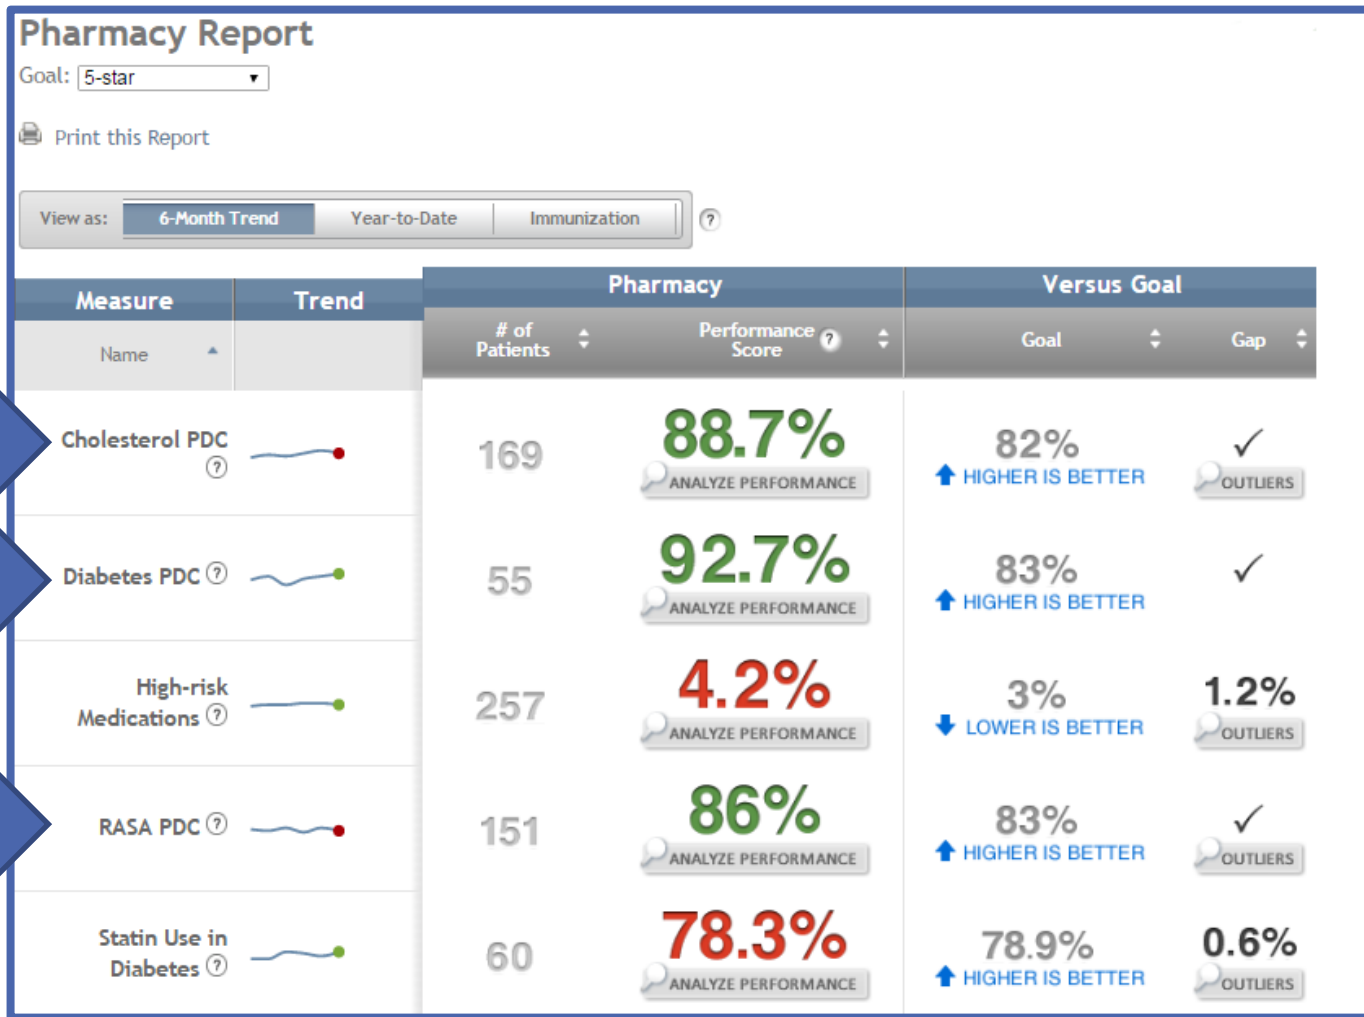 Pharmacy Report
Goal: 5-star
Print this Report
View as: 6-Month Trend Year-to-Date Immunization ?
Measure Trend Pharmacy Versus Goal
Name # of Patients Performance Score ? Goal Gap
Cholesterol PDC ? 169 88.7% 82% ✓
ANALYZE PERFORMANCE HIGHER IS BETTER OUTLIERS
Diabetes PDC ? 55 92.7% 83% ✓
ANALYZE PERFORMANCE HIGHER IS BETTER
High-risk Medications ? 257 4.2% 3% 1.2%
ANALYZE PERFORMANCE LOWER IS BETTER OUTLIERS
RASA PDC ? 151 86% 83% ✓
ANALYZE PERFORMANCE HIGHER IS BETTER OUTLIERS
Statin Use in Diabetes ? 60 78.3% 78.9% 0.6%
ANALYZE PERFORMANCE HIGHER IS BETTER OUTLIERS